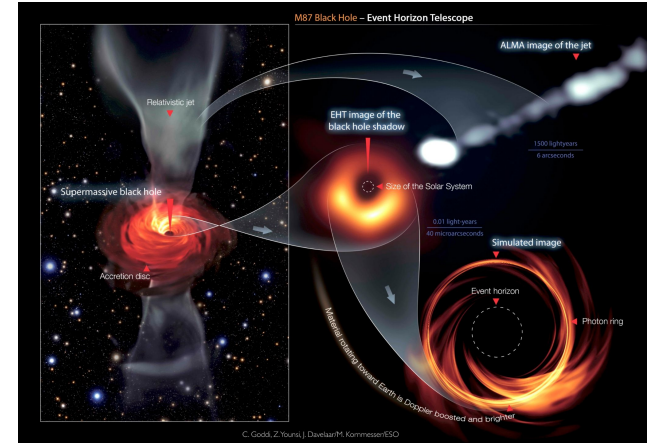 M87 Black Hole – Event Horizon Telescope
ALMA image of the jet
Relativistic jet
EHT image of the
black hole shadow
1300 lightyears
6 arcseconds
Size of the Solar System
Supermassive black hole
0.01 light-years
40 microarcseconds
Simulated image
Accretion disc
Event horizon
Photon ring
Material rotating toward Earth is Doppler boosted and brighter
C. Goddi, Z.Younsi, J. Davelaar/M. Kornmesser/ESO